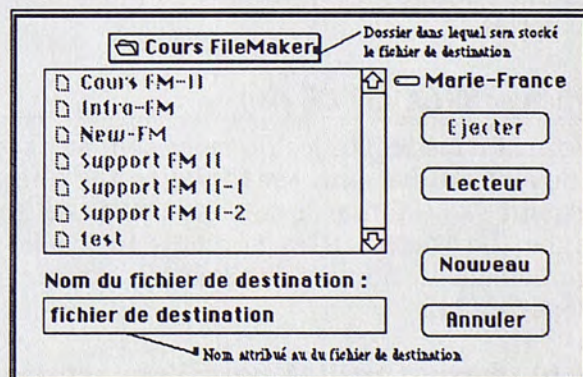 Dossier dans lequel sera stocké
le fichier de destination
Cours FileMaker
Cours FM-II
Intra-FM
New-FM
Support FM II
Support FM II-1
Support FM II-2
test
Marie-France
Ejecter
Lecteur
Nouveau
Annuler
Nom du fichier de destination :
fichier de destination
Nom attribué au du fichier de destination